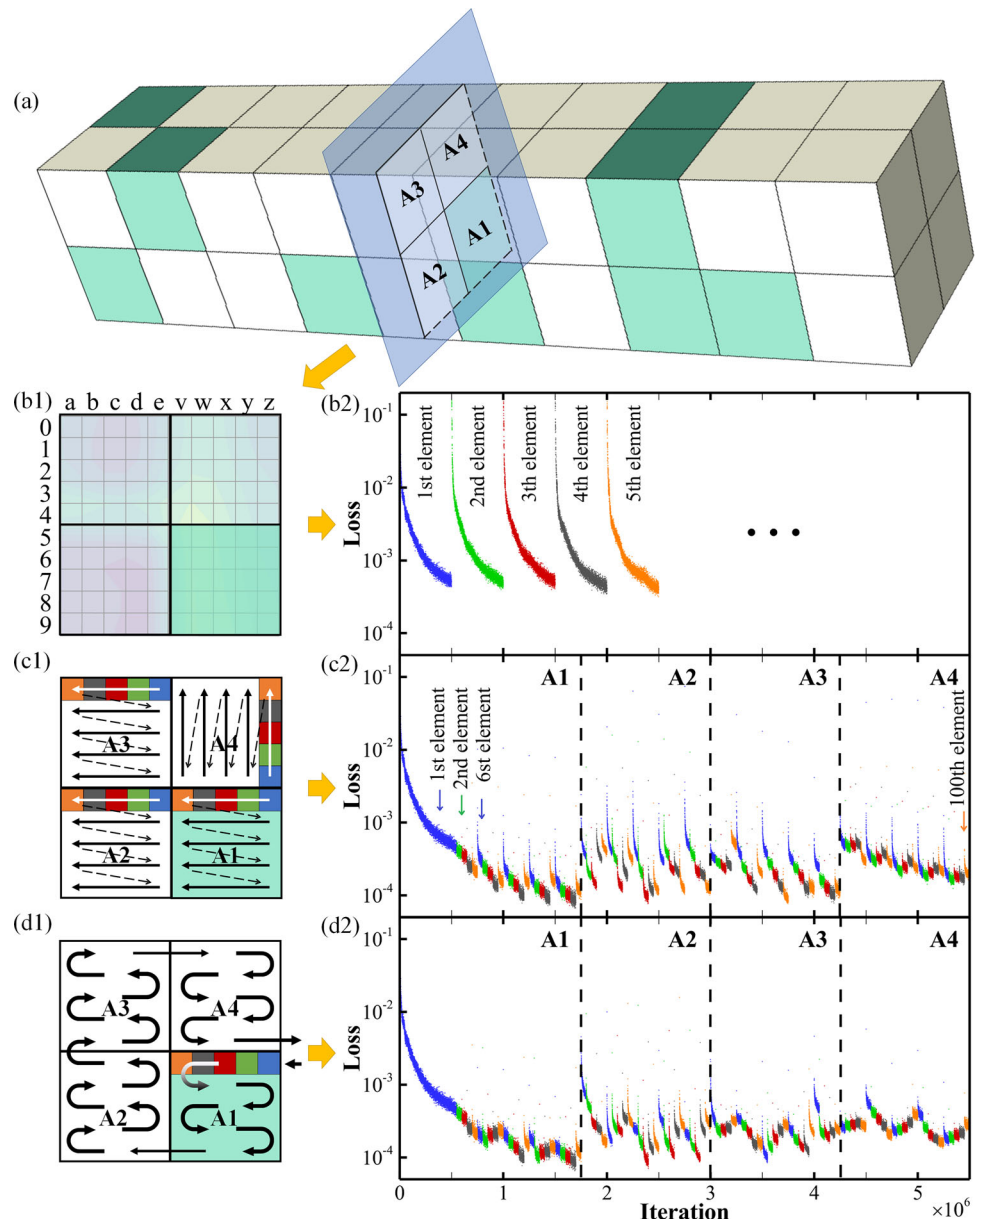 (a)
A4
A3
A1
A2
(b1)
a b c d e v w x y z
0
1
2
3
4
5
6
7
8
9
(b2)
10⁻¹
10⁻²
10⁻³
10⁻⁴
Loss
1st element
2nd element
3th element
4th element
5th element
(c1)
A3
A4
A2
A1
(c2)
10⁻¹
10⁻²
10⁻³
10⁻⁴
Loss
A1
A2
A3
A4
1st element
2nd element
6st element
100th element
(d1)
A3
A4
A2
A1
(d2)
10⁻¹
10⁻²
10⁻³
10⁻⁴
Loss
A1
A2
A3
A4
0 1 2 3 4 5
Iteration
×10⁶